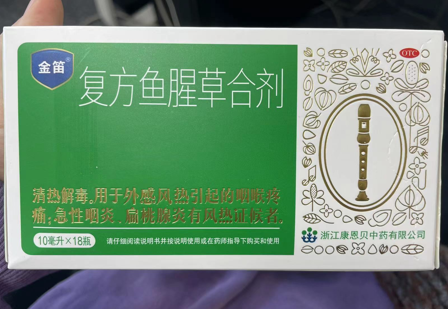 金笛®
复方鱼腥草合剂
OTC
清热解毒。用于外感风热引起的咽喉疼
痛;急性咽炎、扁桃腺炎有风热证候者。
10毫升×18瓶
请仔细阅读说明书并按说明使用或在药师指导下购买和使用
浙江康恩贝中药有限公司